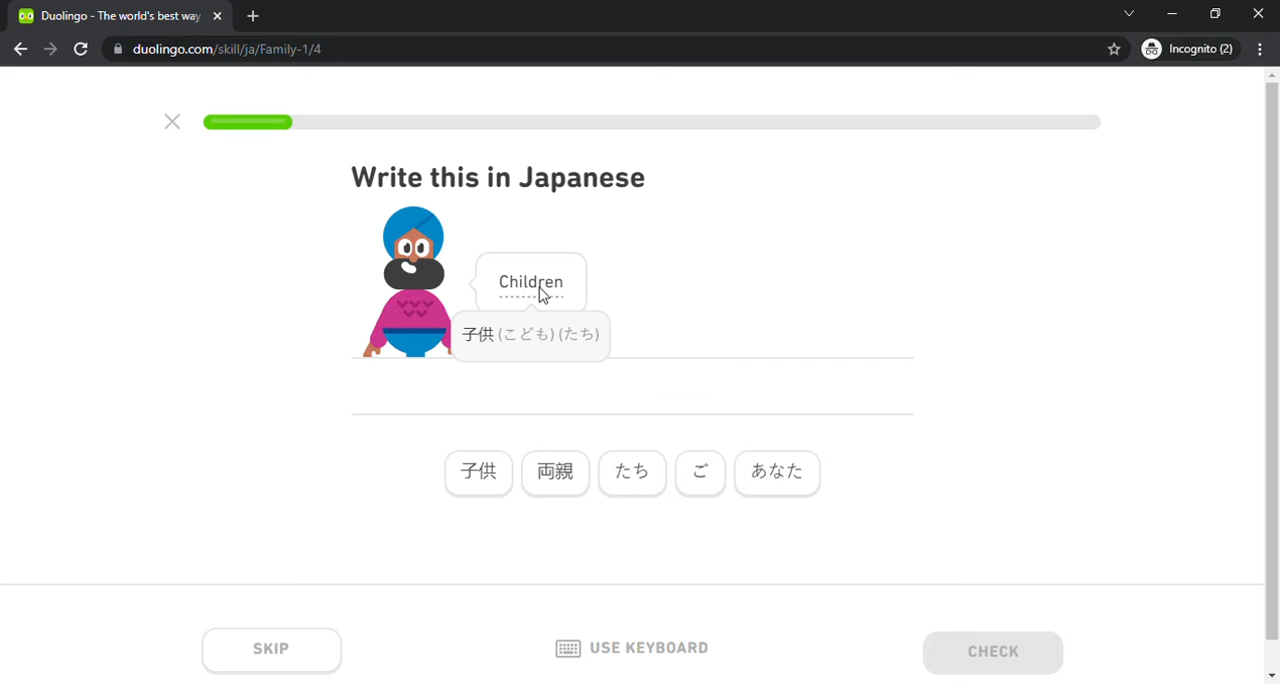 Duolingo - The world's best way
duolingo.com/skill/ja/Family-1/4
Incognito (2)
Write this in Japanese
Children
子供 (こども) (たち)
子供 両親 たち ご あなた
SKIP
USE KEYBOARD
CHECK